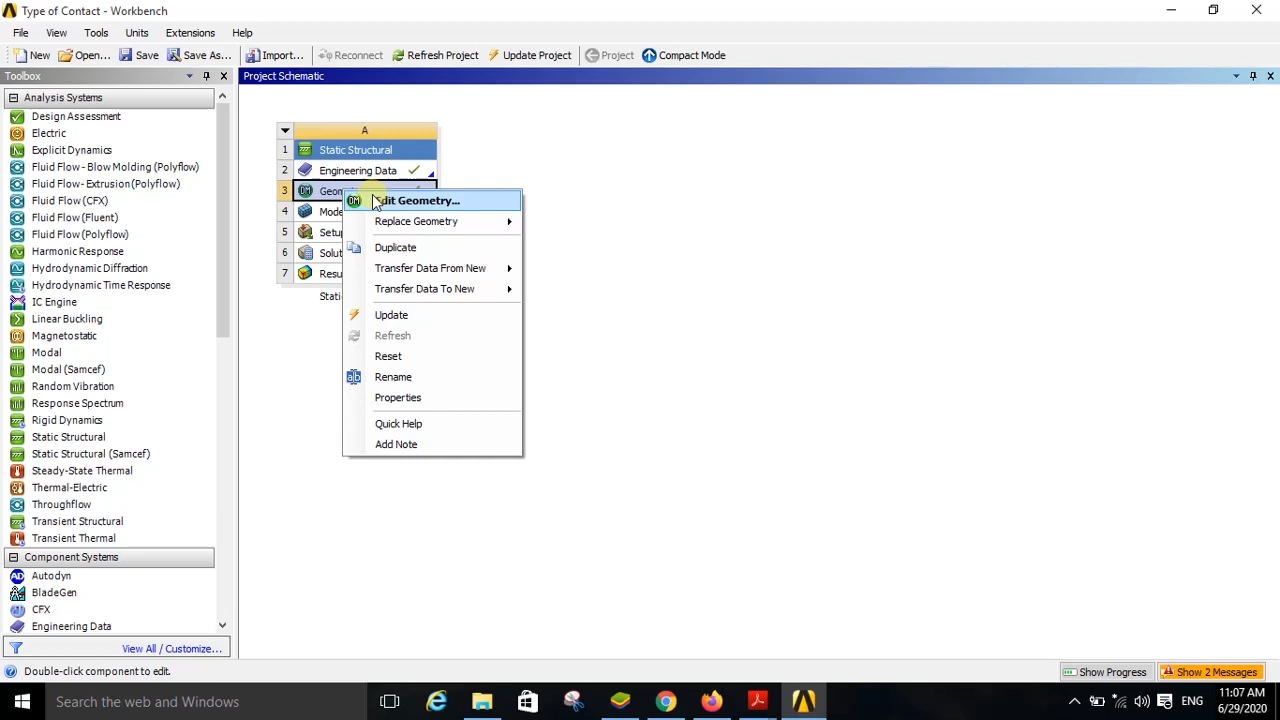 Type of Contact - Workbench
File View Tools Units Extensions Help
New Open... Save Save As... Import... Reconnect Refresh Project Update Project Project Compact Mode
Toolbox
Project Schematic
Analysis Systems
Design Assessment
Electric
Explicit Dynamics
Fluid Flow - Blow Molding (Polyflow)
Fluid Flow - Extrusion (Polyflow)
Fluid Flow (CFX)
Fluid Flow (Fluent)
Fluid Flow (Polyflow)
Harmonic Response
Hydrodynamic Diffraction
Hydrodynamic Time Response
IC Engine
Linear Buckling
Magnetostatic
Modal
Modal (Samcef)
Random Vibration
Response Spectrum
Rigid Dynamics
Static Structural
Static Structural (Samcef)
Steady-State Thermal
Thermal-Electric
Throughflow
Transient Structural
Transient Thermal
Component Systems
Autodyn
BladeGen
CFX
Engineering Data
View All / Customize...
A
1 Static Structural
2 Engineering Data
3 Geom
4 Mode
5 Setup
6 Solut
7 Resu
Stati
Edit Geometry...
Replace Geometry
Duplicate
Transfer Data From New
Transfer Data To New
Update
Refresh
Reset
Rename
Properties
Quick Help
Add Note
Double-click component to edit.
Show Progress
Show 2 Messages
Search the web and Windows
ENG
11:07 AM
6/29/2020